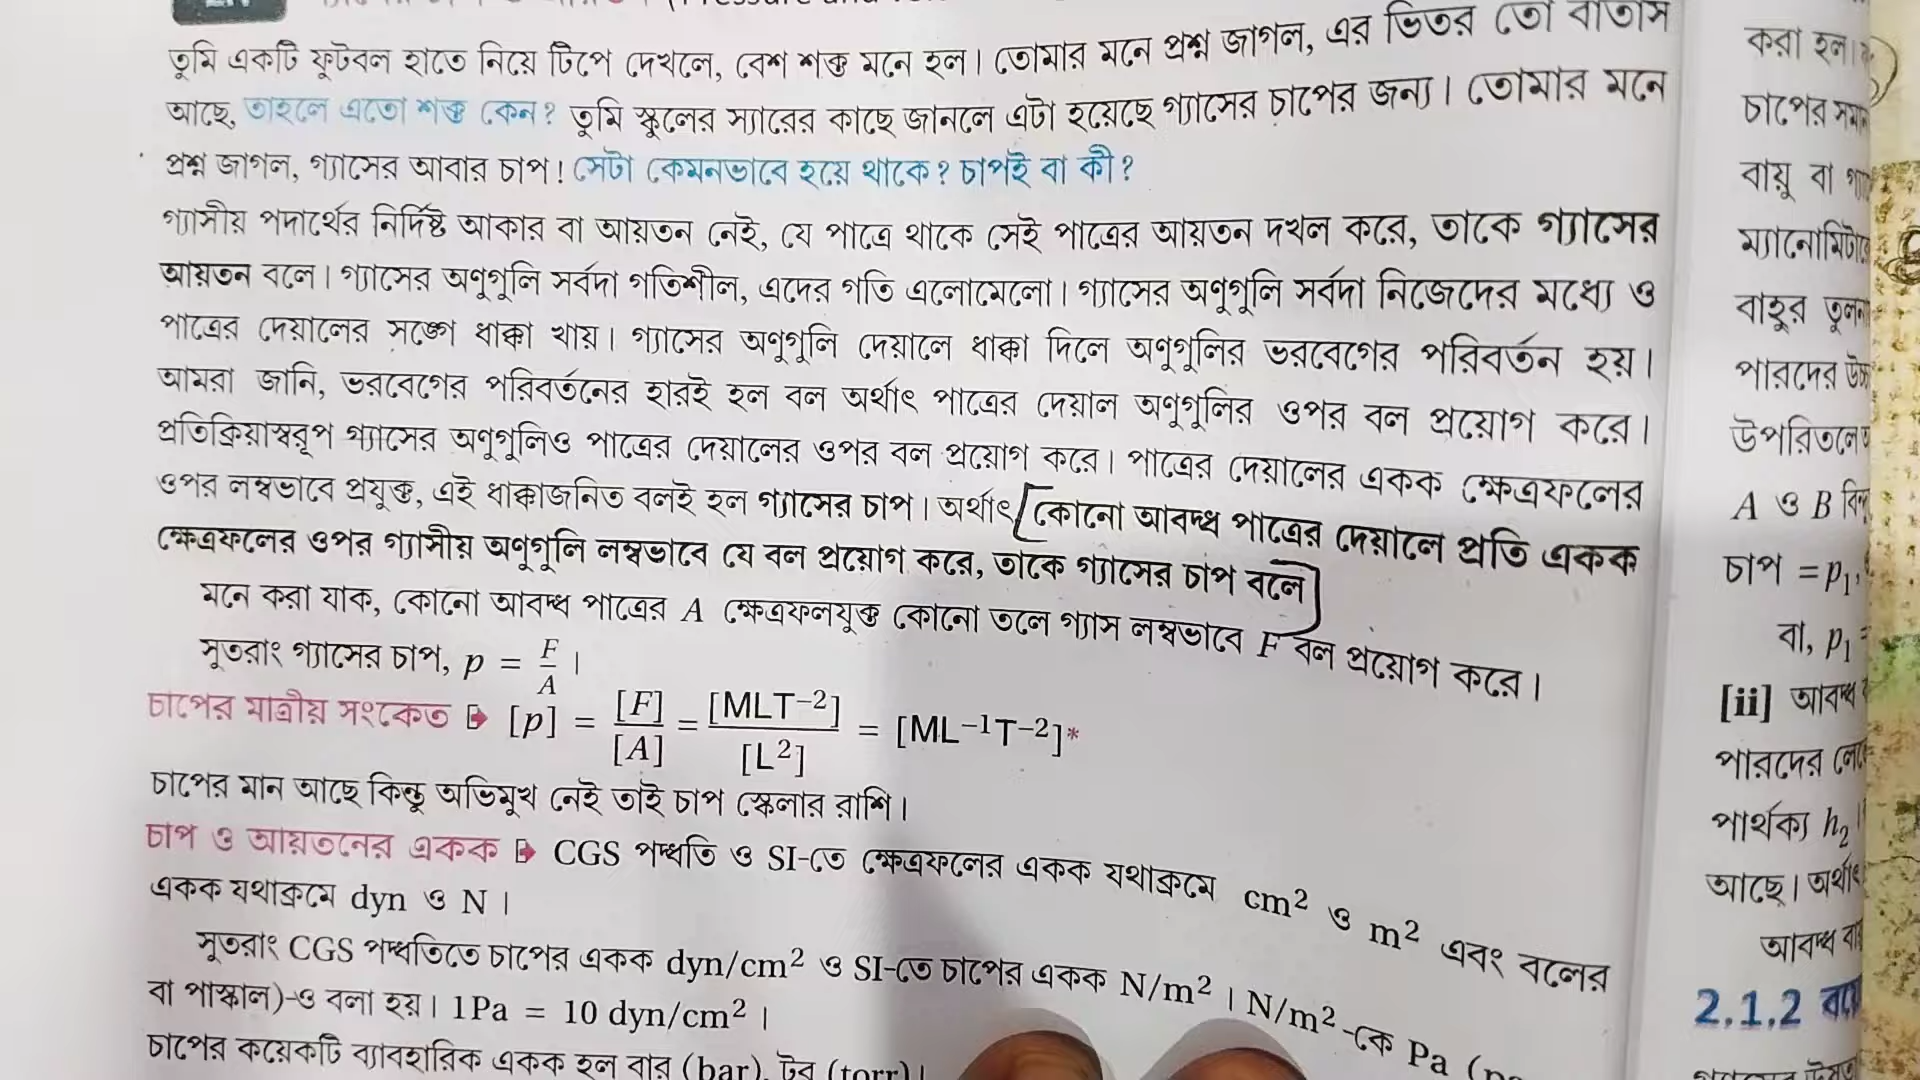 তুমি একটি ফুটবল হাতে নিয়ে টিপে দেখলে, বেশ শক্ত মনে হল। তোমার মনে প্রশ্ন জাগল, এর ভিতর তো বাতাস
আছে, তাহলে এতো শক্ত কেন? তুমি স্কুলের স্যারের কাছে জানলে এটা হয়েছে গ্যাসের চাপের জন্য। তোমার মনে
প্রশ্ন জাগল, গ্যাসের আবার চাপ! সেটা কেমনভাবে হয়ে থাকে? চাপই বা কী?
গ্যাসীয় পদার্থের নির্দিষ্ট আকার বা আয়তন নেই, যে পাত্রে থাকে সেই পাত্রের আয়তন দখল করে, তাকে গ্যাসের
আয়তন বলে। গ্যাসের অণুগুলি সর্বদা গতিশীল, এদের গতি এলোমেলো। গ্যাসের অণুগুলি সর্বদা নিজেদের মধ্যে ও
পাত্রের দেয়ালের সঙ্গে ধাক্কা খায়। গ্যাসের অণুগুলি দেয়ালে ধাক্কা দিলে অণুগুলির ভরবেগের পরিবর্তন হয়।
আমরা জানি, ভরবেগের পরিবর্তনের হারই হল বল অর্থাৎ পাত্রের দেয়াল অণুগুলির ওপর বল প্রয়োগ করে।
প্রতিক্রিয়াস্বরূপ গ্যাসের অণুগুলিও পাত্রের দেয়ালের ওপর বল প্রয়োগ করে। পাত্রের দেয়ালের একক ক্ষেত্রফলের
ওপর লম্বভাবে প্রযুক্ত, এই ধাক্কাজনিত বলই হল গ্যাসের চাপ। অর্থাৎ [কোনো আবদ্ধ পাত্রের দেয়ালে প্রতি একক
ক্ষেত্রফলের ওপর গ্যাসীয় অণুগুলি লম্বভাবে যে বল প্রয়োগ করে, তাকে গ্যাসের চাপ বলে]
মনে করা যাক, কোনো আবদ্ধ পাত্রের A ক্ষেত্রফলযুক্ত কোনো তলে গ্যাস লম্বভাবে F বল প্রয়োগ করে।
সুতরাং গ্যাসের চাপ, p = F/A ।
চাপের মাত্রীয় সংকেত [p] = [F]/[A] = [MLT⁻²]/[L²] = [ML⁻¹T⁻²]*
চাপের মান আছে কিন্তু অভিমুখ নেই তাই চাপ স্কেলার রাশি।
চাপ ও আয়তনের একক CGS পদ্ধতি ও SI-তে ক্ষেত্রফলের একক যথাক্রমে cm² ও m² এবং বলের
একক যথাক্রমে dyn ও N ।
সুতরাং CGS পদ্ধতিতে চাপের একক dyn/cm² ও SI-তে চাপের একক N/m² । N/m²-কে Pa
বা পাস্কাল)-ও বলা হয়। 1Pa = 10 dyn/cm² ।
চাপের কয়েকটি ব্যাবহারিক একক হল বার (bar), টর (torr)।
করা হল।
চাপের
বায়ু বা
বাহুর
পারদের
A ও B
চাপ = p₁,
বা, p₁ =
[ii] আবদ্ধ
পারদের
পার্থক্য h₂
আছে। অর্থাৎ
আবদ্ধ
2.1.2